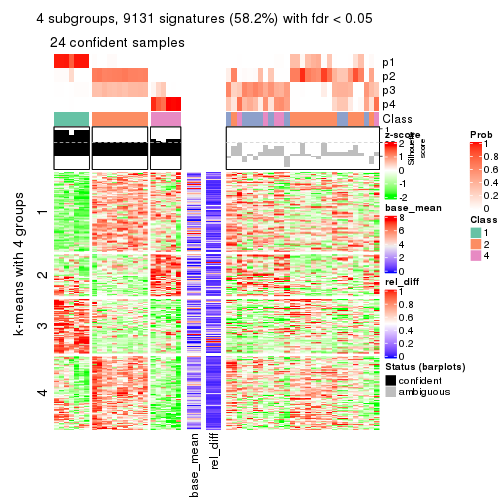 4 subgroups, 9131 signatures (58.2%) with fdr < 0.05
24 confident samples
p1
p2
p3
p4
Class
1
Silhouette
score
k-means with 4 groups
1
2
3
4
base_mean
rel_diff
z-score
2
1
0
-1
-2
base_mean
8
6
4
2
0
rel_diff
1
0.8
0.6
0.4
0.2
0
Status (barplots)
confident
ambiguous
Prob
1
0.8
0.6
0.4
0.2
0
Class
1
2
4